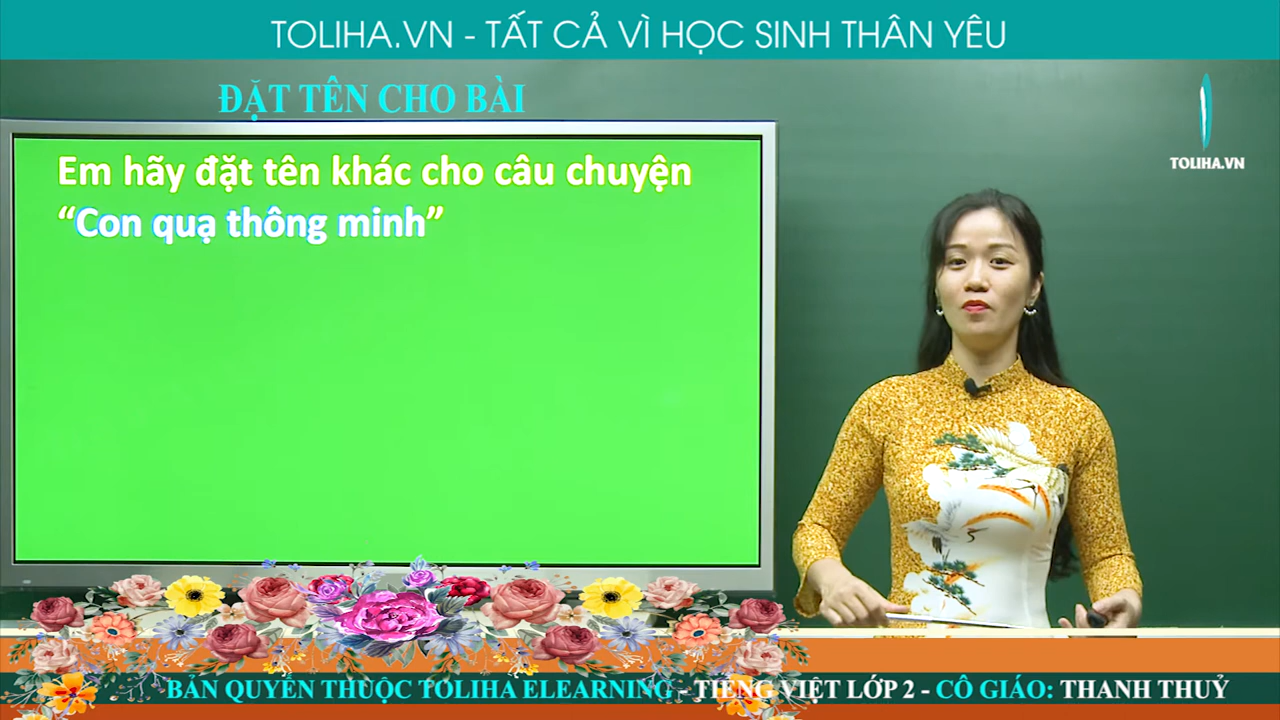 TOLIHA.VN - TẤT CẢ VÌ HỌC SINH THÂN YÊU
ĐẶT TÊN CHO BÀI
TOLIHA.VN
Em hãy đặt tên khác cho câu chuyện
“Con quạ thông minh”
BẢN QUYỀN THUỘC TOLIHA ELEARNING - TIẾNG VIỆT LỚP 2 - CÔ GIÁO: THANH THUỶ